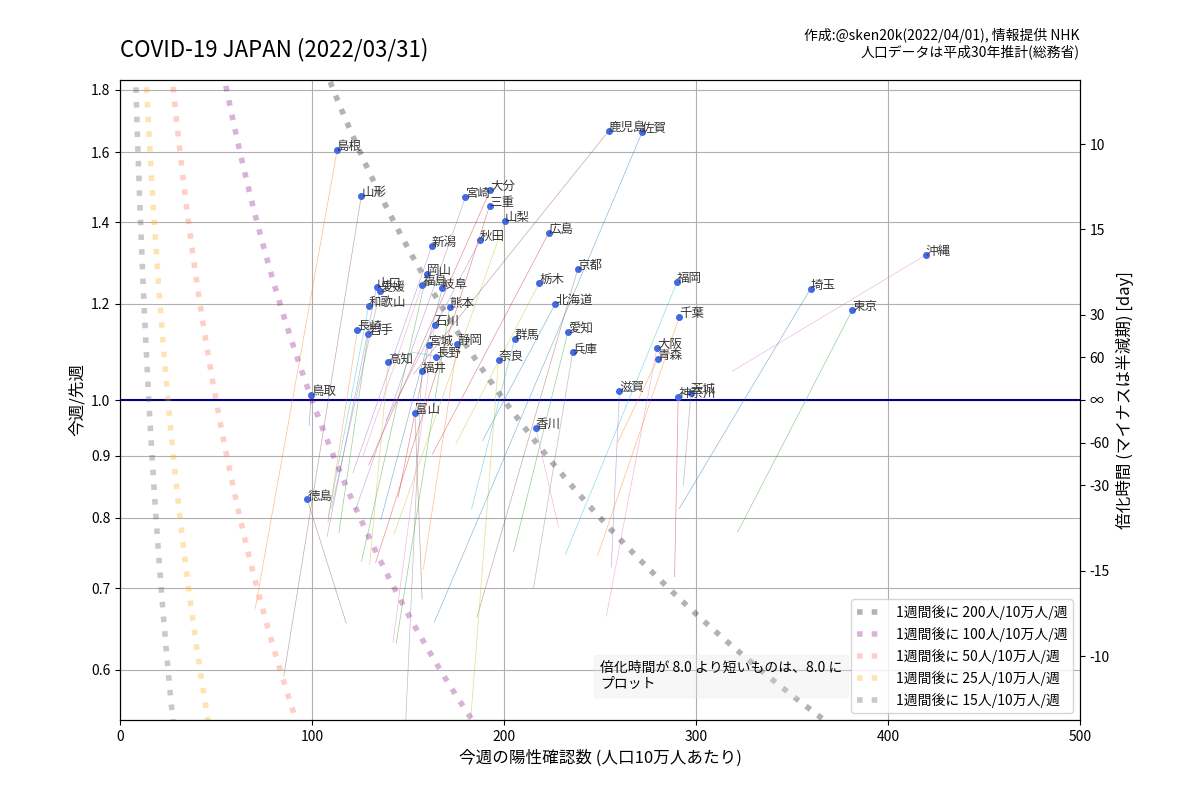 COVID-19 JAPAN (2022/03/31)
作成:@sken20k(2022/04/01), 情報提供 NHK
人口データは平成30年推計(総務省)
1.8
1.6
1.4
1.2
1.0
0.9
0.8
0.7
0.6
今週/先週
0
100
200
300
400
500
今週の陽性確認数 (人口10万人あたり)
10
15
30
60
∞
-60
-30
-15
-10
倍化時間 (マイナスは半減期) [day]
鹿児島
佐賀
島根
山形
宮崎
大分
三重
山梨
広島
秋田
新潟
沖縄
京都
岡山
福島
岐阜
山口
愛媛
栃木
福岡
埼玉
和歌山
熊本
北海道
東京
千葉
石川
長崎
岩手
愛知
群馬
静岡
宮城
長野
大阪
青森
兵庫
奈良
高知
福井
滋賀
茨城
神奈川
鳥取
富山
香川
徳島
倍化時間が 8.0 より短いものは、8.0 に
プロット
1週間後に 200人/10万人/週
1週間後に 100人/10万人/週
1週間後に 50人/10万人/週
1週間後に 25人/10万人/週
1週間後に 15人/10万人/週